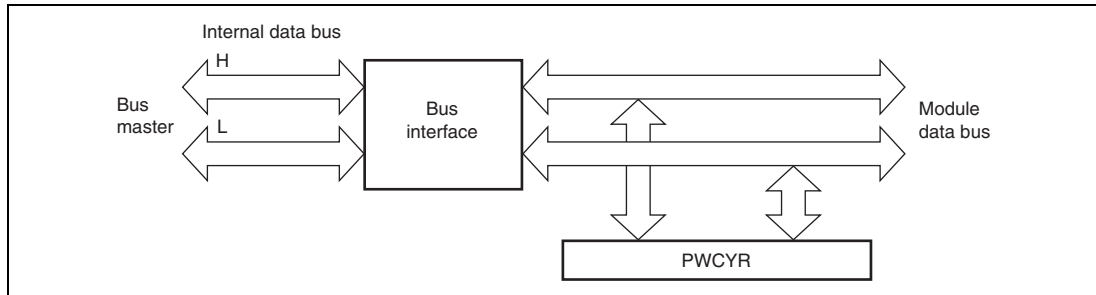 Internal data bus
H
Bus
master
L
Bus
interface
Module
data bus
PWCYR